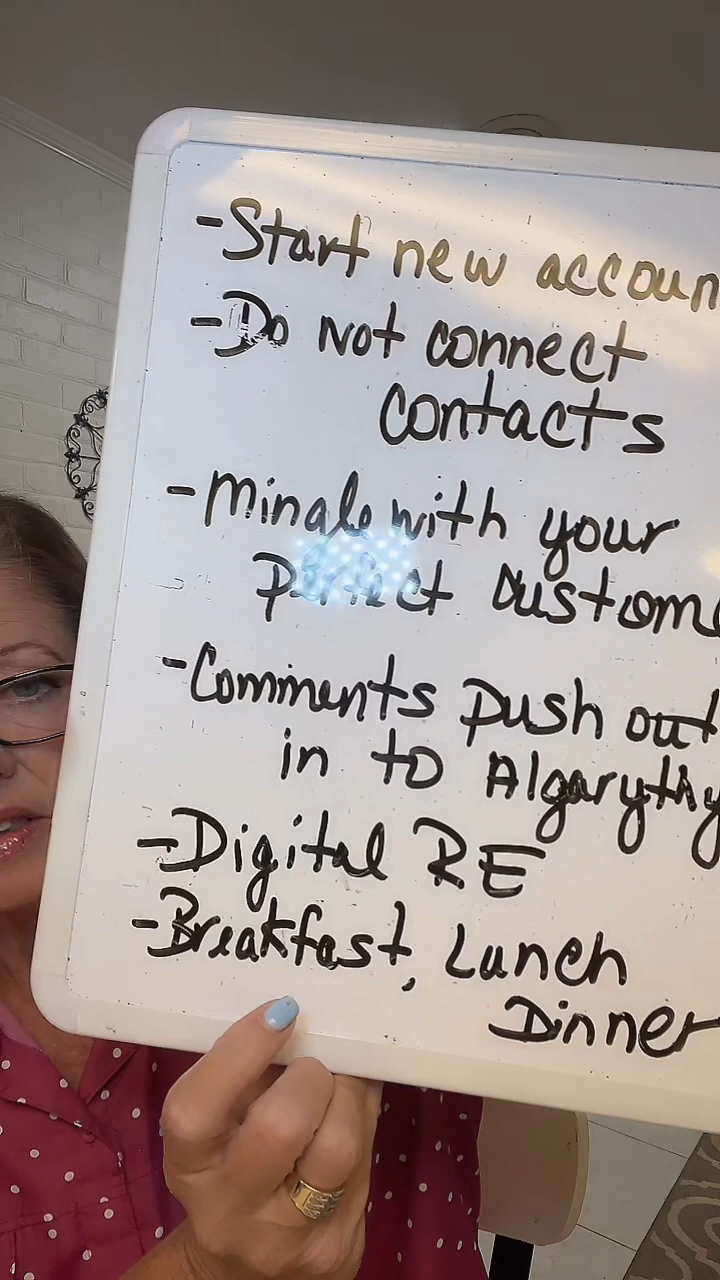 -Start new accoun
-Do not connect
contacts
-Mingle with your
Perfect custome
-Comments push out
in to Algarythy
-Digital RE
-Breakfast, Lunch
Dinner